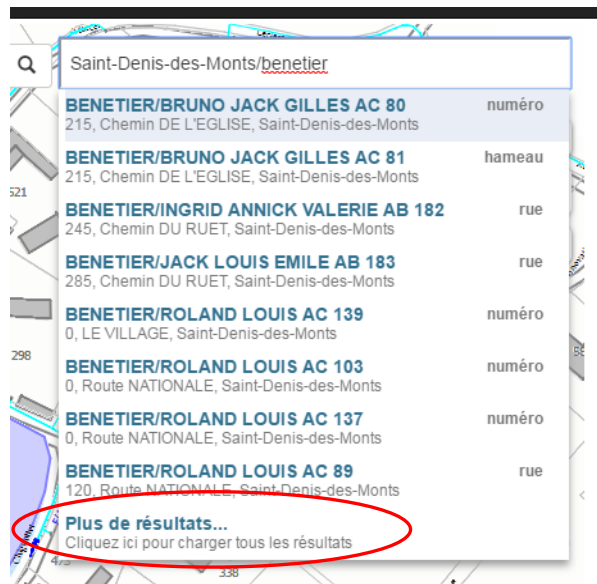 Saint-Denis-des-Monts/benetier
BENETIER/BRUNO JACK GILLES AC 80 numéro
215, Chemin DE L'EGLISE, Saint-Denis-des-Monts
BENETIER/BRUNO JACK GILLES AC 81 hameau
215, Chemin DE L'EGLISE, Saint-Denis-des-Monts
521
BENETIER/INGRID ANNICK VALERIE AB 182 rue
245, Chemin DU RUET, Saint-Denis-des-Monts
BENETIER/JACK LOUIS EMILE AB 183 rue
285, Chemin DU RUET, Saint-Denis-des-Monts
BENETIER/ROLAND LOUIS AC 139 numéro
0, LE VILLAGE, Saint-Denis-des-Monts
298
BENETIER/ROLAND LOUIS AC 103 numéro
0, Route NATIONALE, Saint-Denis-des-Monts
BENETIER/ROLAND LOUIS AC 137 numéro
0, Route NATIONALE, Saint-Denis-des-Monts
BENETIER/ROLAND LOUIS AC 89 rue
120, Route NATIONALE, Saint-Denis-des-Monts
Plus de résultats...
Cliquez ici pour charger tous les résultats
338